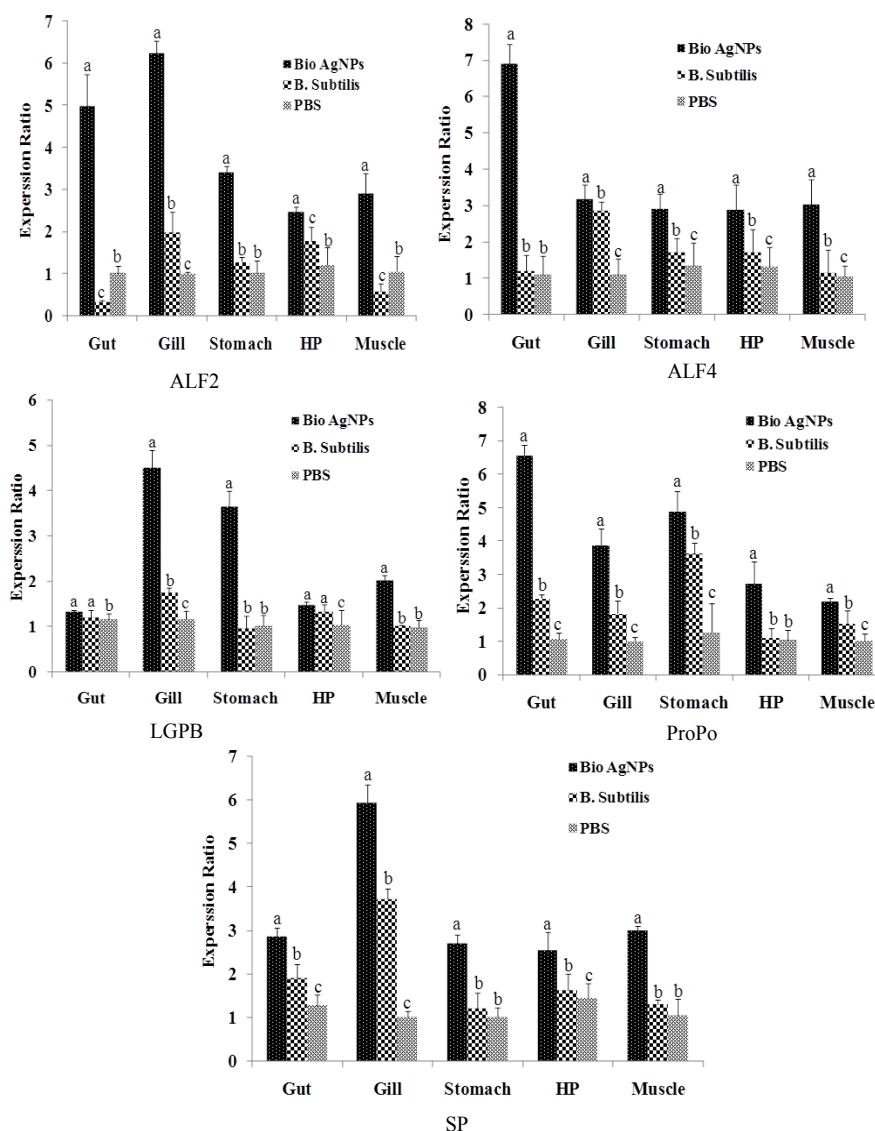 Experssion Ratio
7
6
5
4
3
2
1
0
Bio AgNPs
B. Subtilis
PBS
a c b
a b c
a b b
a c b
a c b
Gut Gill Stomach HP Muscle
ALF2
Experssion Ratio
8
7
6
5
4
3
2
1
0
Bio AgNPs
B. Subtilis
PBS
a b b
a b c
a b c
a b c
a b c
Gut Gill Stomach HP Muscle
ALF4
Experssion Ratio
6
5
4
3
2
1
0
Bio AgNPs
B. Subtilis
PBS
a a b
a b c
a b b
a a c
a b b
Gut Gill Stomach HP Muscle
LGPB
Experssion Ratio
8
7
6
5
4
3
2
1
0
Bio AgNPs
B. Subtilis
PBS
a b c
a b c
a b c
a b b
a b c
Gut Gill Stomach HP Muscle
ProPo
Experssion Ratio
7
6
5
4
3
2
1
0
Bio AgNPs
B. Subtilis
PBS
a b c
a b c
a b b
a b c
a b b
Gut Gill Stomach HP Muscle
SP